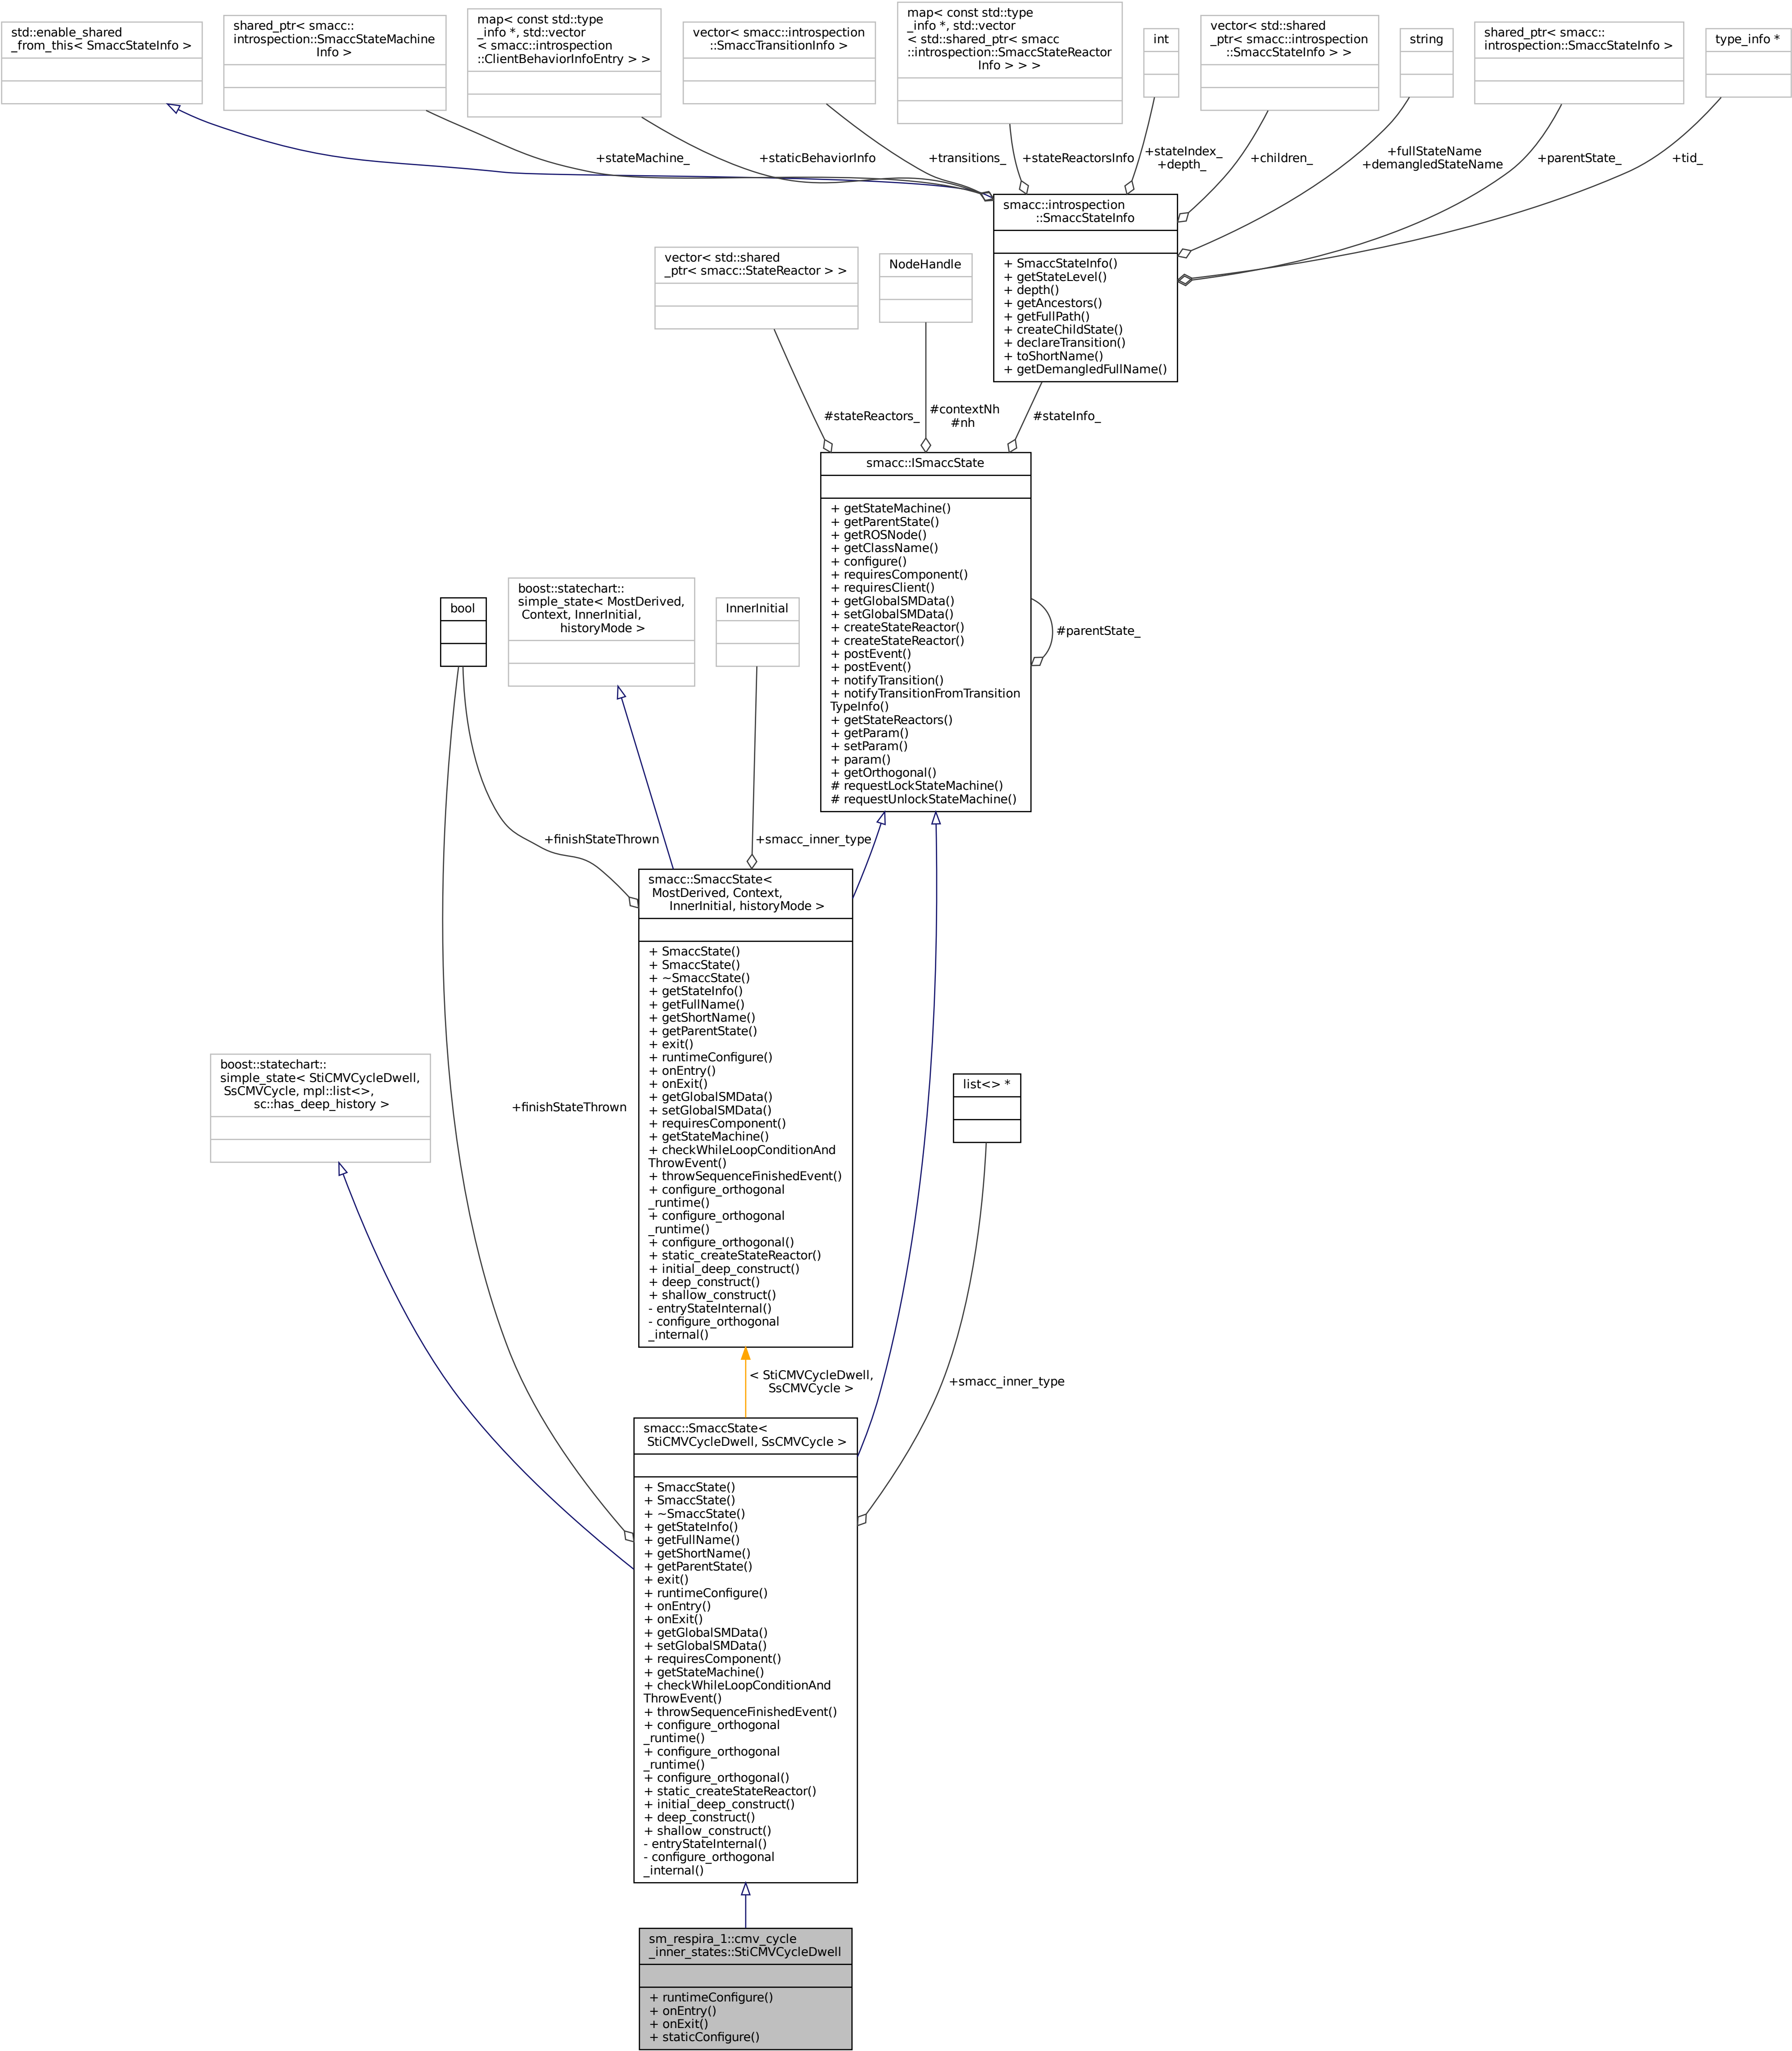 std::enable_shared
_from_this< SmaccStateInfo >
shared_ptr< smacc::
introspection::SmaccStateMachine
Info >
map< const std::type
_info *, std::vector
< smacc::introspection
::ClientBehaviorInfoEntry > >
vector< smacc::introspection
::SmaccTransitionInfo >
map< const std::type
_info *, std::vector
< std::shared_ptr< smacc
::introspection::SmaccStateReactor
Info > > >
int
vector< std::shared
_ptr< smacc::introspection
::SmaccStateInfo > >
string
shared_ptr< smacc::
introspection::SmaccStateInfo >
type_info *
+stateMachine_
+staticBehaviorInfo
+transitions_
+stateReactorsInfo
+stateIndex_
+depth_
+children_
+fullStateName
+demangledStateName
+parentState_
+tid_
smacc::introspection
::SmaccStateInfo
+ SmaccStateInfo()
+ getStateLevel()
+ depth()
+ getAncestors()
+ getFullPath()
+ createChildState()
+ declareTransition()
+ toShortName()
+ getDemangledFullName()
vector< std::shared
_ptr< smacc::StateReactor > >
NodeHandle
#stateReactors_
#contextNh
#nh
#stateInfo_
smacc::ISmaccState
+ getStateMachine()
+ getParentState()
+ getROSNode()
+ getClassName()
+ configure()
+ requiresComponent()
+ requiresClient()
+ getGlobalSMData()
+ setGlobalSMData()
+ createStateReactor()
+ createStateReactor()
+ postEvent()
+ postEvent()
+ notifyTransition()
+ notifyTransitionFromTransition
TypeInfo()
+ getStateReactors()
+ getParam()
+ setParam()
+ param()
+ getOrthogonal()
# requestLockStateMachine()
# requestUnlockStateMachine()
#parentState_
bool
boost::statechart::
simple_state< MostDerived,
Context, InnerInitial,
historyMode >
InnerInitial
+finishStateThrown
+smacc_inner_type
smacc::SmaccState<
MostDerived, Context,
InnerInitial, historyMode >
+ SmaccState()
+ SmaccState()
+ ~SmaccState()
+ getStateInfo()
+ getFullName()
+ getShortName()
+ getParentState()
+ exit()
+ runtimeConfigure()
+ onEntry()
+ onExit()
+ getGlobalSMData()
+ setGlobalSMData()
+ requiresComponent()
+ getStateMachine()
+ checkWhileLoopConditionAnd
ThrowEvent()
+ throwSequenceFinishedEvent()
+ configure_orthogonal
_runtime()
+ configure_orthogonal
_runtime()
+ configure_orthogonal()
+ static_createStateReactor()
+ initial_deep_construct()
+ deep_construct()
+ shallow_construct()
- entryStateInternal()
- configure_orthogonal
_internal()
boost::statechart::
simple_state< StiCMVCycleDwell,
SsCMVCycle, mpl::list<>,
sc::has_deep_history >
+finishStateThrown
list<> *
< StiCMVCycleDwell,
SsCMVCycle >
+smacc_inner_type
smacc::SmaccState<
StiCMVCycleDwell, SsCMVCycle >
+ SmaccState()
+ SmaccState()
+ ~SmaccState()
+ getStateInfo()
+ getFullName()
+ getShortName()
+ getParentState()
+ exit()
+ runtimeConfigure()
+ onEntry()
+ onExit()
+ getGlobalSMData()
+ setGlobalSMData()
+ requiresComponent()
+ getStateMachine()
+ checkWhileLoopConditionAnd
ThrowEvent()
+ throwSequenceFinishedEvent()
+ configure_orthogonal
_runtime()
+ configure_orthogonal
_runtime()
+ configure_orthogonal()
+ static_createStateReactor()
+ initial_deep_construct()
+ deep_construct()
+ shallow_construct()
- entryStateInternal()
- configure_orthogonal
_internal()
sm_respira_1::cmv_cycle
_inner_states::StiCMVCycleDwell
+ runtimeConfigure()
+ onEntry()
+ onExit()
+ staticConfigure()